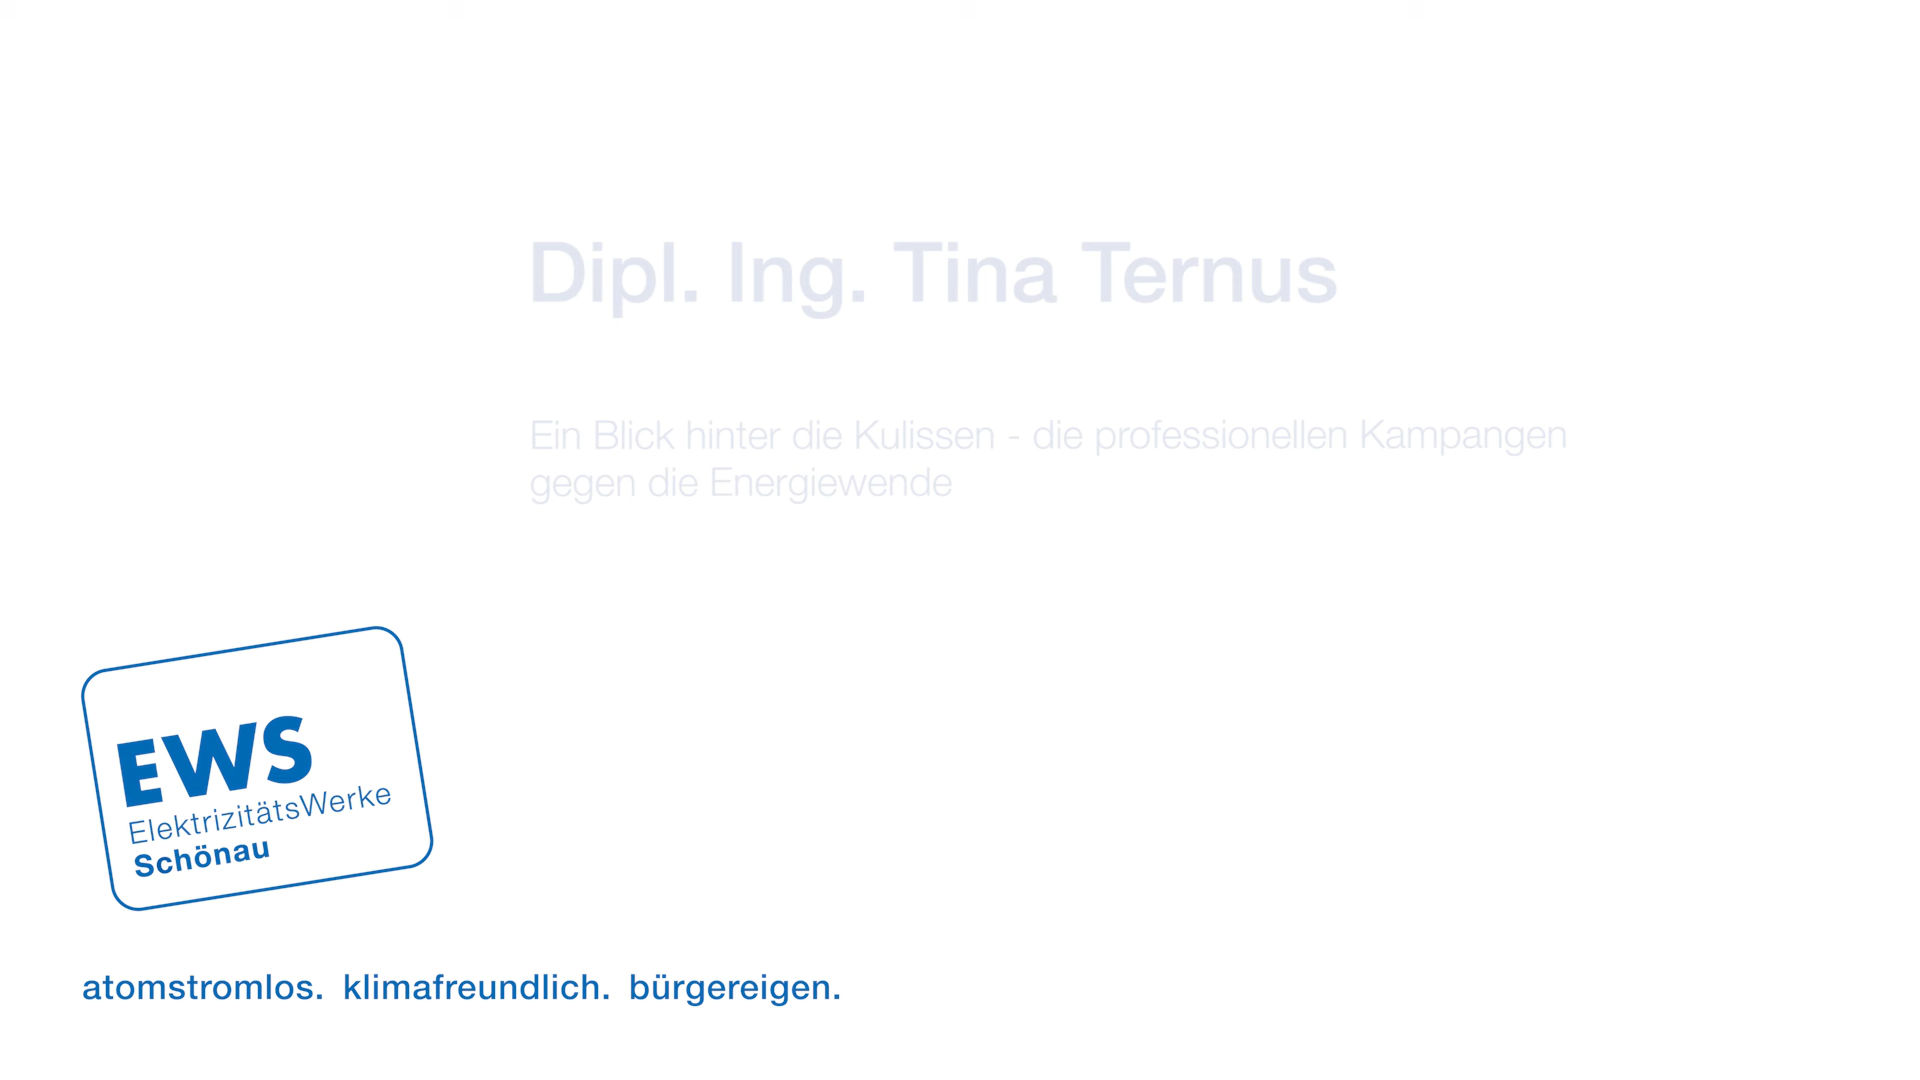 Dipl. Ing. Tina Ternus
Ein Blick hinter die Kulissen - die professionellen Kampangen
gegen die Energiewende
EWS
ElektrizitätsWerke
Schönau
atomstromlos. klimafreundlich. bürgereigen.